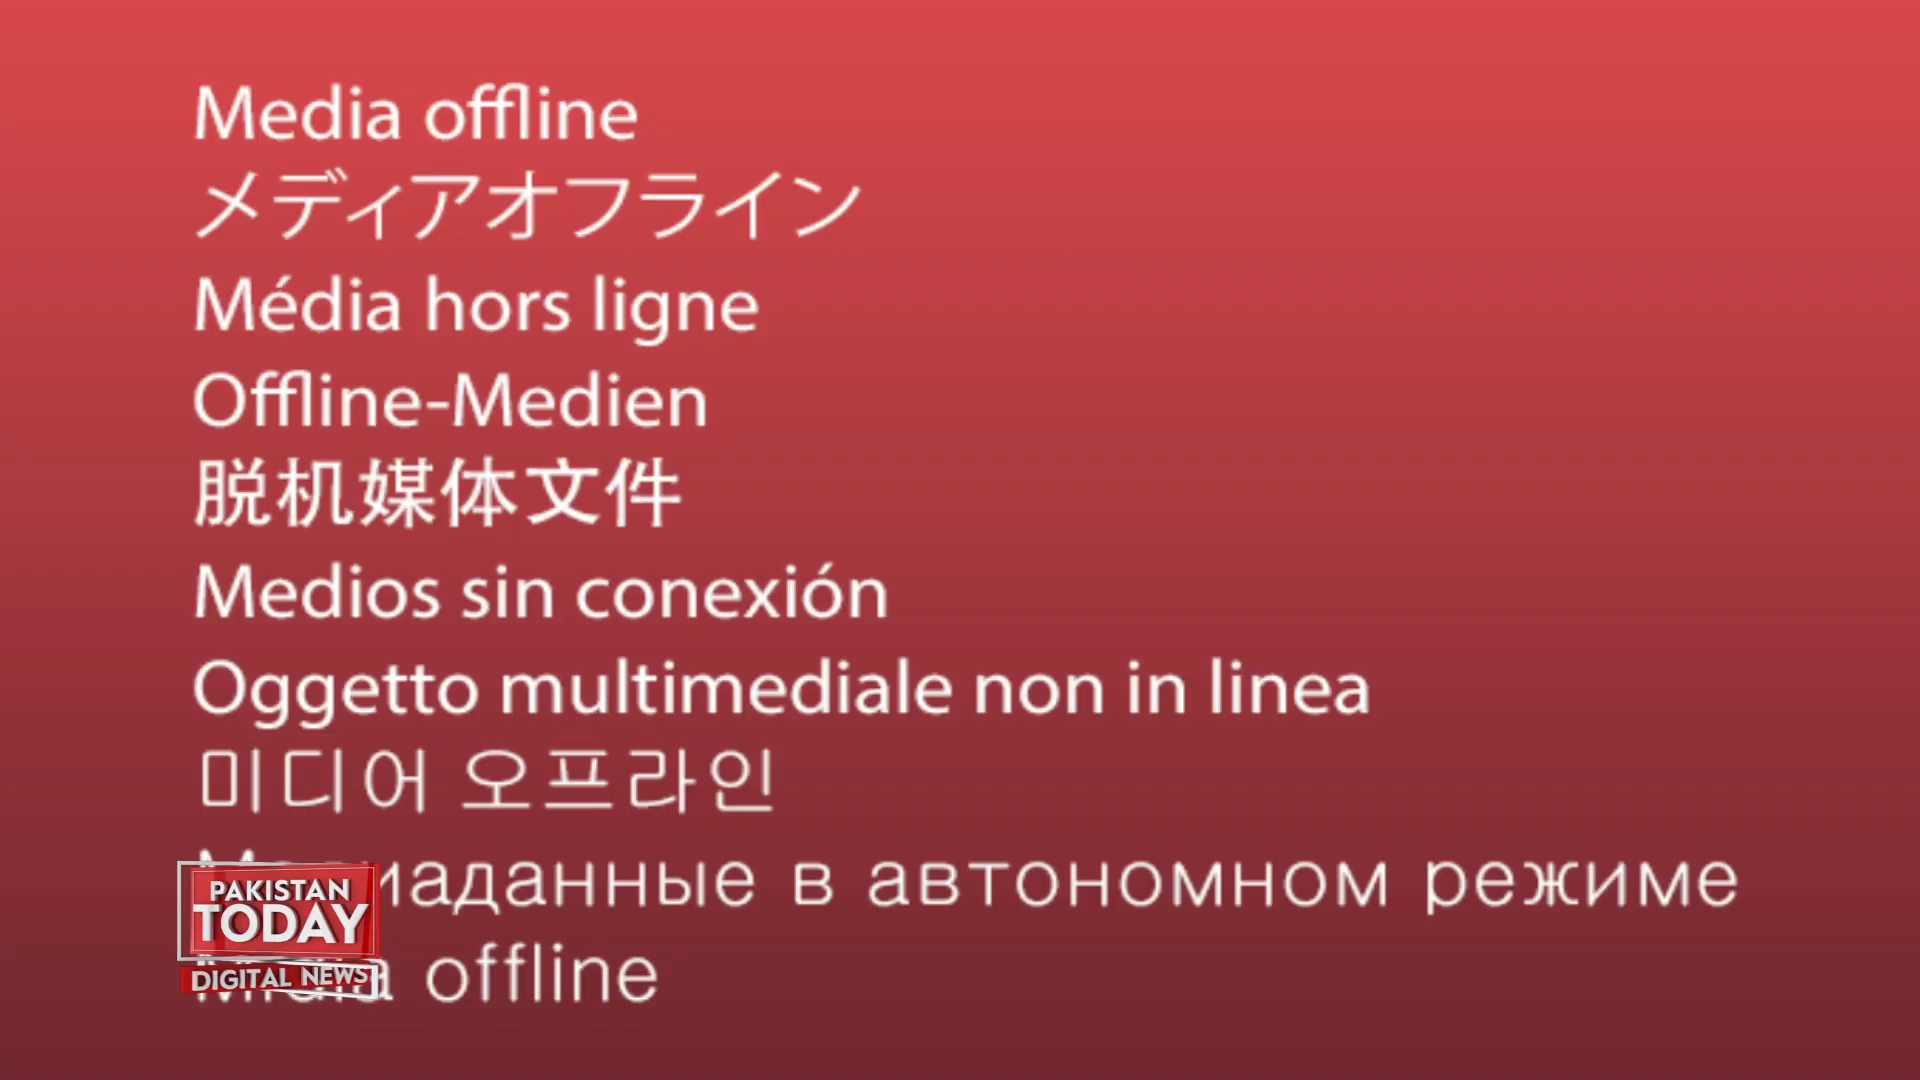 Media offline
メディアオフライン
Média hors ligne
Offline-Medien
脱机媒体文件
Medios sin conexión
Oggetto multimediale non in linea
미디어 오프라인
в автономном режиме
offline
PAKISTAN
TODAY
DIGITAL NEWS